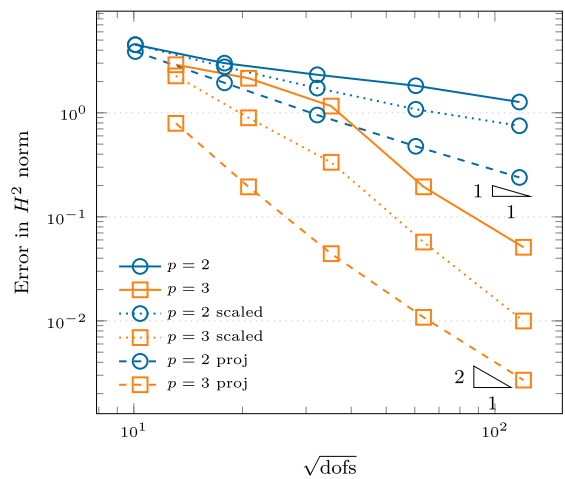 10⁰
10⁻¹
10⁻²
Error in H² norm
1
1
p = 2
p = 3
p = 2 scaled
p = 3 scaled
p = 2 proj
p = 3 proj
2
1
10¹
10²
√dofs